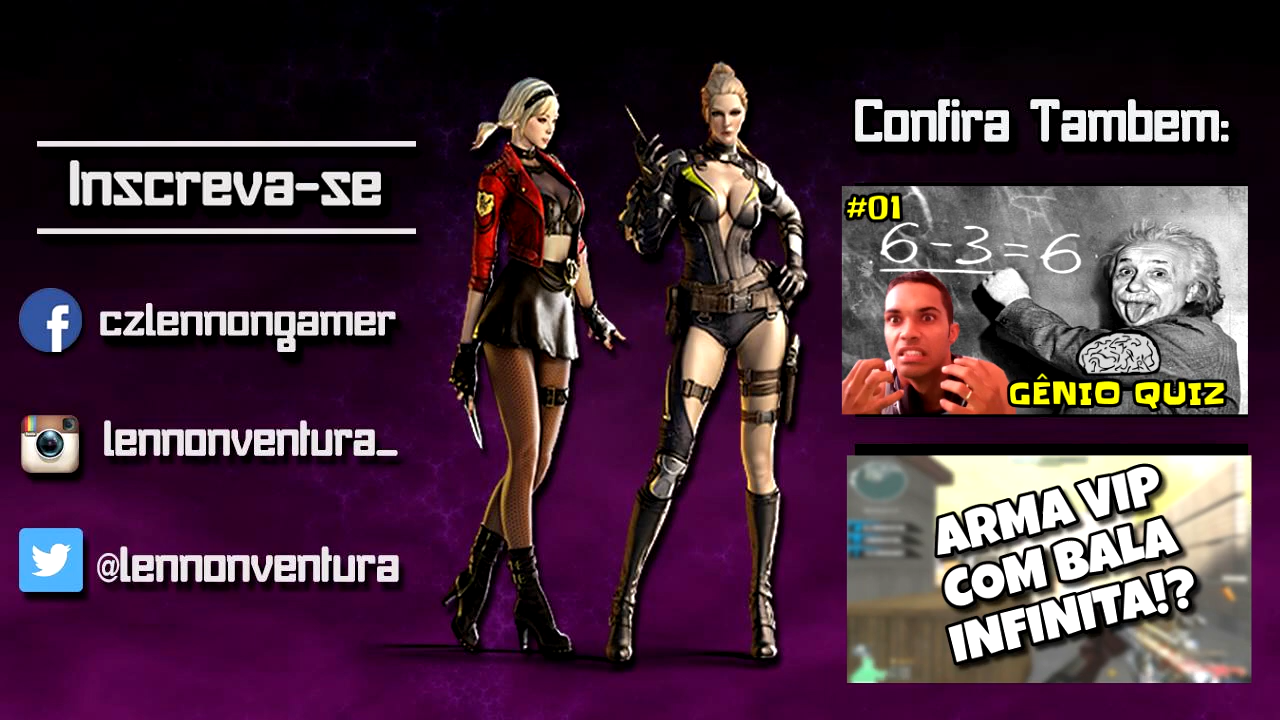 Inscreva-se
czlennongamer
lennonventura_
@lennonventura
Confira Tambem:
#01
6-3=6
GÊNIO QUIZ
ARMA VIP
COM BALA
INFINITA!?